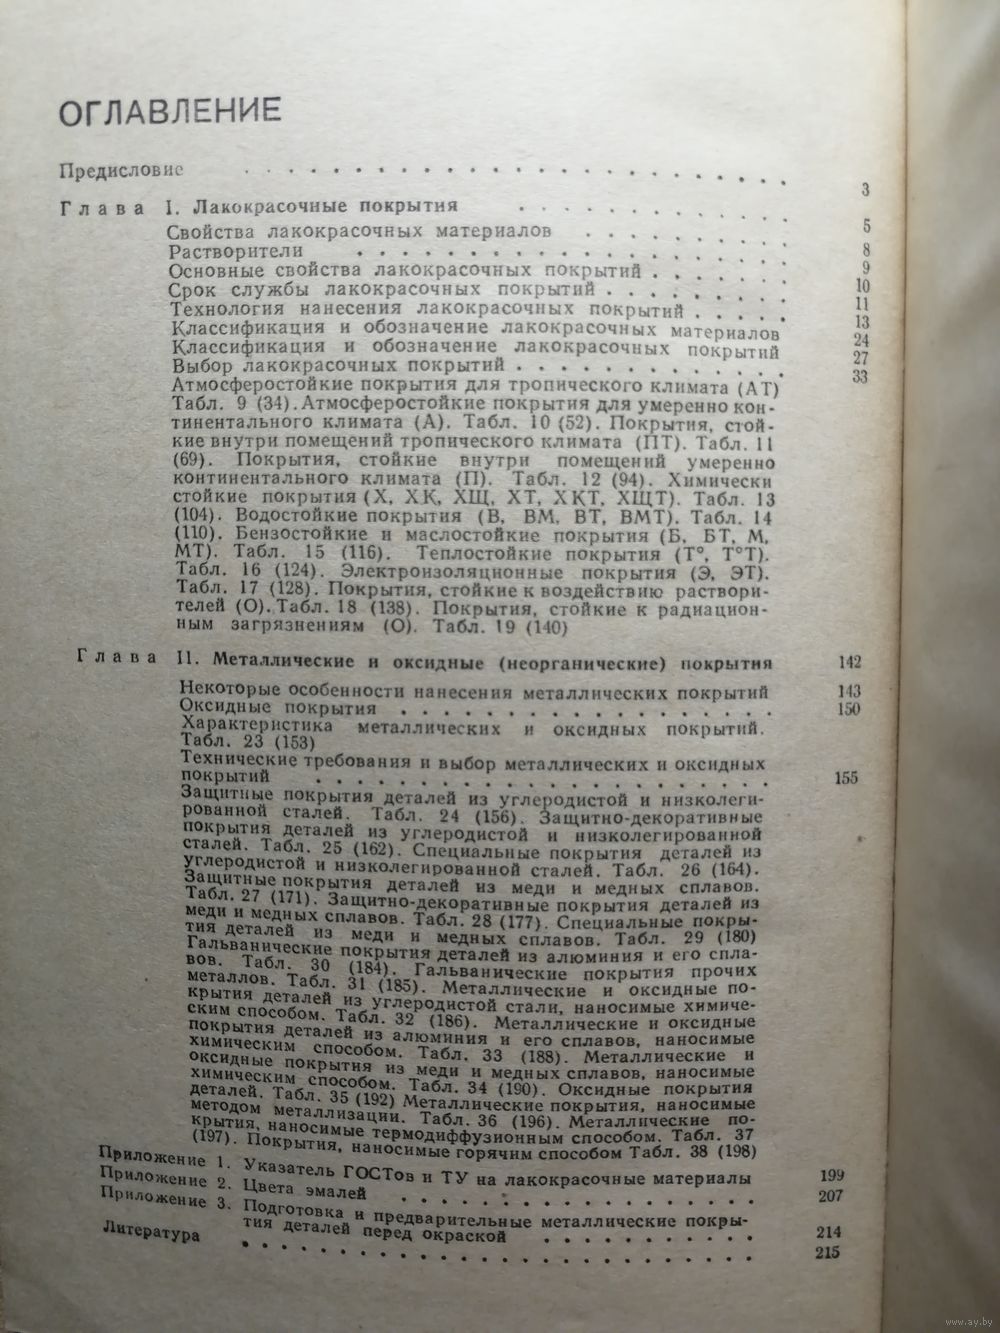 ОГЛАВЛЕНИЕ
Предисловие . . . . . . . . . . . . . . . . . . . 3
Глава I. Лакокрасочные покрытия . . . . . . . . . 5
Свойства лакокрасочных материалов . . . . . . . 8
Растворители . . . . . . . . . . . . . . . . . 9
Основные свойства лакокрасочных покрытий . . . . . 10
Срок службы лакокрасочных покрытий . . . . . . . 11
Технология нанесения лакокрасочных покрытий . . . . 13
Классификация и обозначение лакокрасочных материалов 24
Классификация и обозначение лакокрасочных покрытий 27
Выбор лакокрасочных покрытий . . . . . . . . . . 33
Атмосферостойкие покрытия для тропического климата (АТ)
Табл. 9 (34). Атмосферостойкие покрытия для умеренно кон-
тинентального климата (А). Табл. 10 (52). Покрытия, стой-
кие внутри помещений тропического климата (ПТ). Табл. 11
(69). Покрытия, стойкие внутри помещений умеренно
континентального климата (П). Табл. 12 (94). Химически
стойкие покрытия (Х, ХК, ХЩ, ХТ, ХКТ, ХЩТ). Табл. 13
(104). Водостойкие покрытия (В, ВМ, ВТ, ВМТ). Табл. 14
(110). Бензостойкие и маслостойкие покрытия (Б, БТ, М,
МТ). Табл. 15 (116). Теплостойкие покрытия (Т°, Т°Т).
Табл. 16 (124). Электроизоляционные покрытия (Э, ЭТ).
Табл. 17 (128). Покрытия, стойкие к воздействию раствори-
телей (О). Табл. 18 (138). Покрытия, стойкие к радиацион-
ным загрязнениям (О). Табл. 19 (140)
Глава II. Металлические и оксидные (неорганические) покрытия 142
Некоторые особенности нанесения металлических покрытий 143
Оксидные покрытия . . . . . . . . . . . . . . . 150
Характеристика металлических и оксидных покрытий.
Табл. 23 (153)
Технические требования и выбор металлических и оксидных
покрытий . . . . . . . . . . . . . . . . . . 155
Защитные покрытия деталей из углеродистой и низколеги-
рованной сталей. Табл. 24 (156). Защитно-декоративные
покрытия деталей из углеродистой и низколегированной
сталей. Табл. 25 (162). Специальные покрытия деталей из
углеродистой и низколегированной сталей. Табл. 26 (164).
Защитные покрытия деталей из меди и медных сплавов.
Табл. 27 (171). Защитно-декоративные покрытия деталей из
меди и медных сплавов. Табл. 28 (177). Специальные покры-
тия деталей из меди и медных сплавов. Табл. 29 (180)
Гальванические покрытия деталей из алюминия и его спла-
вов. Табл. 30 (184). Гальванические покрытия прочих
металлов. Табл. 31 (185). Металлические и оксидные по-
крытия деталей из углеродистой стали, наносимые химиче-
ским способом. Табл. 32 (186). Металлические и оксидные
покрытия деталей из алюминия и его сплавов, наносимые
химическим способом. Табл. 33 (188). Металлические и
оксидные покрытия из меди и медных сплавов, наносимые
химическим способом. Табл. 34 (190). Оксидные покрытия
деталей. Табл. 35 (192) Металлические покрытия, наносимые
методом металлизации. Табл. 36 (196). Металлические по-
крытия, наносимые термодиффузионным способом. Табл. 37
(197). Покрытия, наносимые горячим способом Табл. 38 (198)
Приложение 1. Указатель ГОСТов и ТУ на лакокрасочные материалы 199
Приложение 2. Цвета эмалей . . . . . . . . . . . . . . . 207
Приложение 3. Подготовка и предварительные металлические покры-
тия деталей перед окраской . . . . . . . . . . 214
Литература . . . . . . . . . . . . . . . . . . . . . 215
www.ay.by